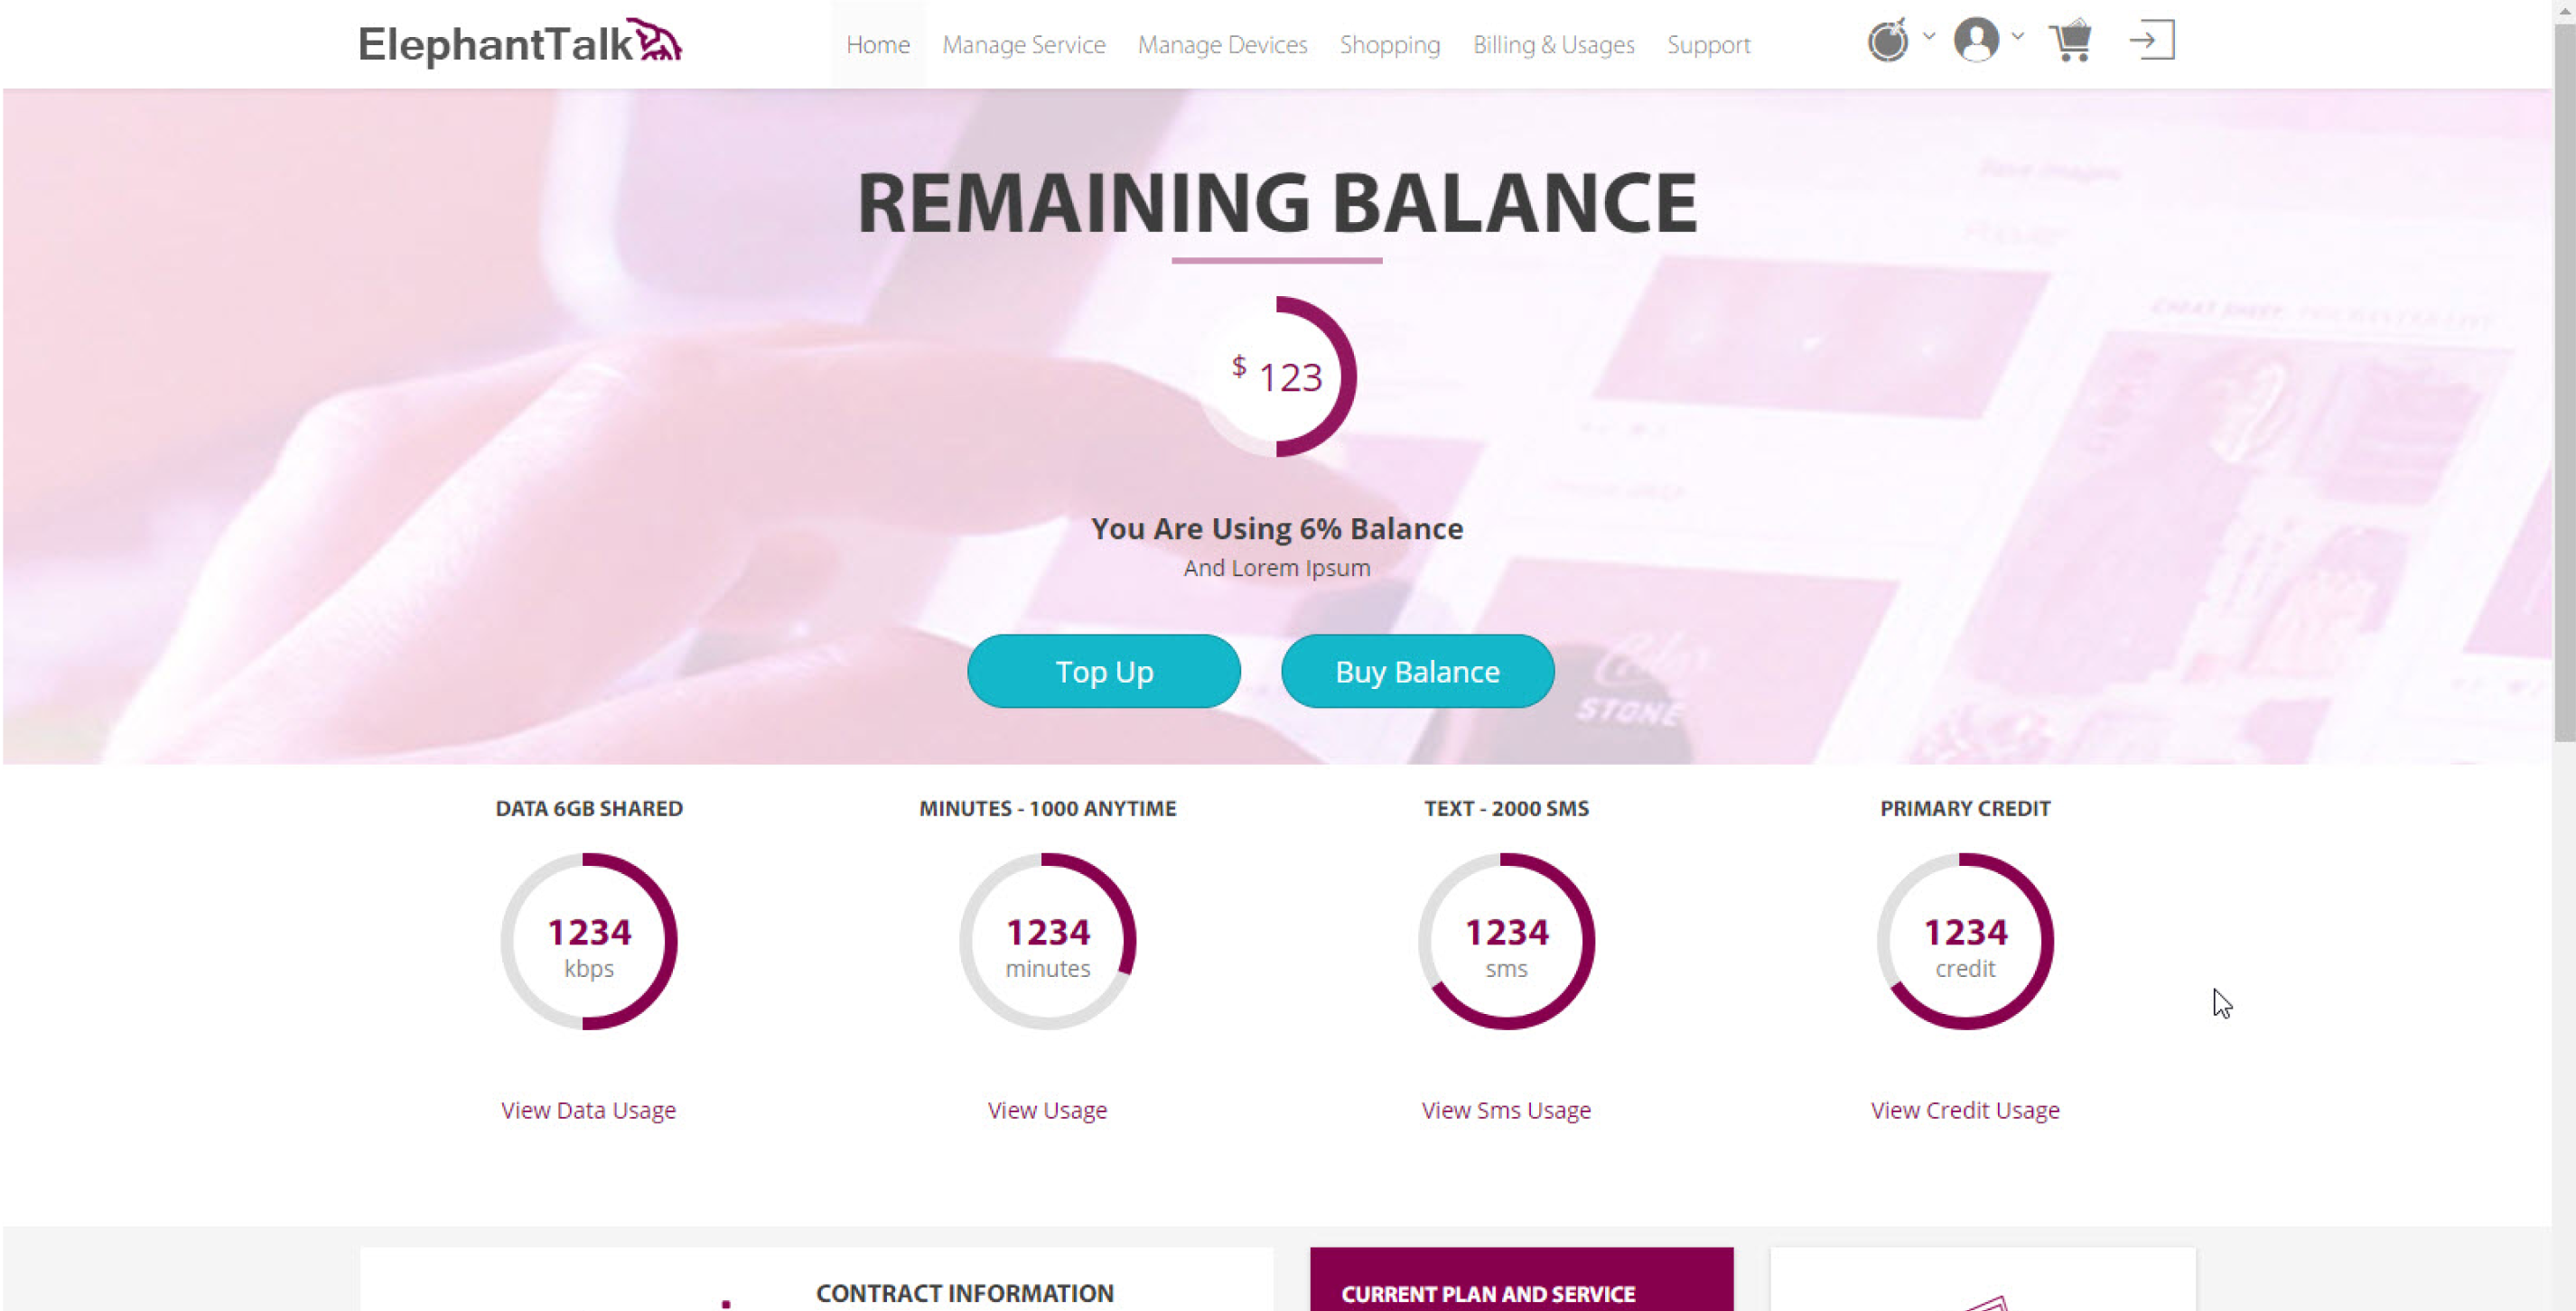 ElephantTalk
Home Manage Service Manage Devices Shopping Billing & Usages Support
REMAINING BALANCE
$ 123
You Are Using 6% Balance
And Lorem Ipsum
Top Up Buy Balance
STONE
DATA 6GB SHARED MINUTES - 1000 ANYTIME TEXT - 2000 SMS PRIMARY CREDIT
1234 1234 1234 1234
kbps minutes sms credit
View Data Usage View Usage View Sms Usage View Credit Usage
CONTRACT INFORMATION CURRENT PLAN AND SERVICE